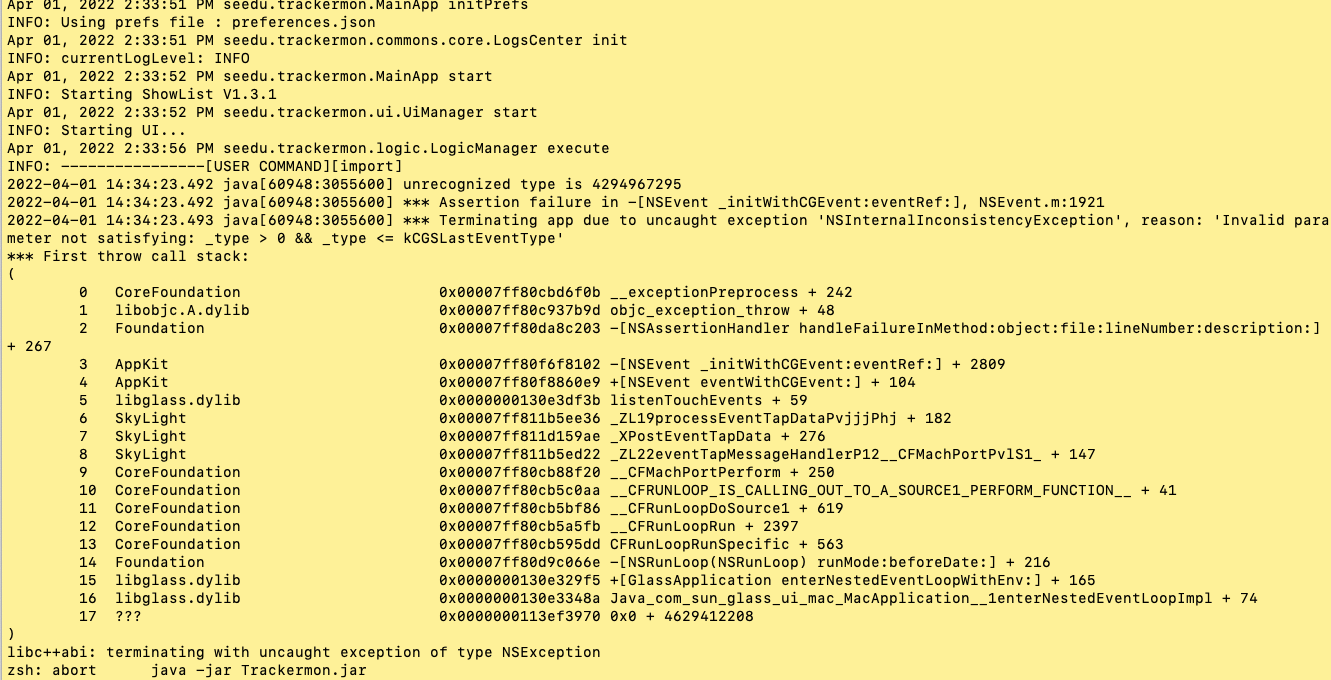 Apr 01, 2022 2:33:51 PM seedu.trackermon.MainApp initPrefs
INFO: Using prefs file : preferences.json
Apr 01, 2022 2:33:51 PM seedu.trackermon.commons.core.LogsCenter init
INFO: currentLogLevel: INFO
Apr 01, 2022 2:33:52 PM seedu.trackermon.MainApp start
INFO: Starting ShowList V1.3.1
Apr 01, 2022 2:33:52 PM seedu.trackermon.ui.UiManager start
INFO: Starting UI...
Apr 01, 2022 2:33:56 PM seedu.trackermon.logic.LogicManager execute
INFO: ----------------[USER COMMAND][import]
2022-04-01 14:34:23.492 java[60948:3055600] unrecognized type is 4294967295
2022-04-01 14:34:23.492 java[60948:3055600] *** Assertion failure in -[NSEvent _initWithCGEvent:eventRef:], NSEvent.m:1921
2022-04-01 14:34:23.493 java[60948:3055600] *** Terminating app due to uncaught exception 'NSInternalInconsistencyException', reason: 'Invalid para
meter not satisfying: _type > 0 && _type <= kCGSLastEventType'
*** First throw call stack:
(
0 CoreFoundation 0x00007ff80cbd6f0b __exceptionPreprocess + 242
1 libobjc.A.dylib 0x00007ff80c937b9d objc_exception_throw + 48
2 Foundation 0x00007ff80da8c203 -[NSAssertionHandler handleFailureInMethod:object:file:lineNumber:description:]
+ 267
3 AppKit 0x00007ff80f6f8102 -[NSEvent _initWithCGEvent:eventRef:] + 2809
4 AppKit 0x00007ff80f8860e9 +[NSEvent eventWithCGEvent:] + 104
5 libglass.dylib 0x0000000130e3df3b listenTouchEvents + 59
6 SkyLight 0x00007ff811b5ee36 _ZL19processEventTapDataPvjjjPhj + 182
7 SkyLight 0x00007ff811d159ae _XPostEventTapData + 276
8 SkyLight 0x00007ff811b5ed22 _ZL22eventTapMessageHandlerP12__CFMachPortPvlS1_ + 147
9 CoreFoundation 0x00007ff80cb88f20 __CFMachPortPerform + 250
10 CoreFoundation 0x00007ff80cb5c0aa __CFRUNLOOP_IS_CALLING_OUT_TO_A_SOURCE1_PERFORM_FUNCTION__ + 41
11 CoreFoundation 0x00007ff80cb5bf86 __CFRunLoopDoSource1 + 619
12 CoreFoundation 0x00007ff80cb5a5fb __CFRunLoopRun + 2397
13 CoreFoundation 0x00007ff80cb595dd CFRunLoopRunSpecific + 563
14 Foundation 0x00007ff80d9c066e -[NSRunLoop(NSRunLoop) runMode:beforeDate:] + 216
15 libglass.dylib 0x0000000130e329f5 +[GlassApplication enterNestedEventLoopWithEnv:] + 165
16 libglass.dylib 0x0000000130e3348a Java_com_sun_glass_ui_mac_MacApplication__1enterNestedEventLoopImpl + 74
17 ??? 0x0000000113ef3970 0x0 + 4629412208
)
libc++abi: terminating with uncaught exception of type NSException
zsh: abort java -jar Trackermon.jar